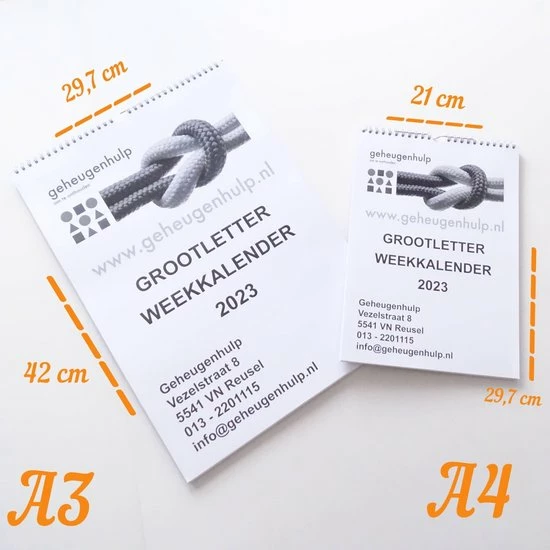 29,7 cm
geheugenhulp
www.geheugenhulp.nl
GROOTLETTER
WEEKKALENDER
2023
Geheugenhulp
Vezelstraat 8
5541 VN Reusel
013 - 2201115
info@geheugenhulp.nl
42 cm
A3
21 cm
geheugenhulp
www.geheugenhulp.nl
GROOTLETTER
WEEKKALENDER
2023
Geheugenhulp
Vezelstraat 8
5541 VN Reusel
013 - 2201115
info@geheugenhulp.nl
29,7 cm
A4